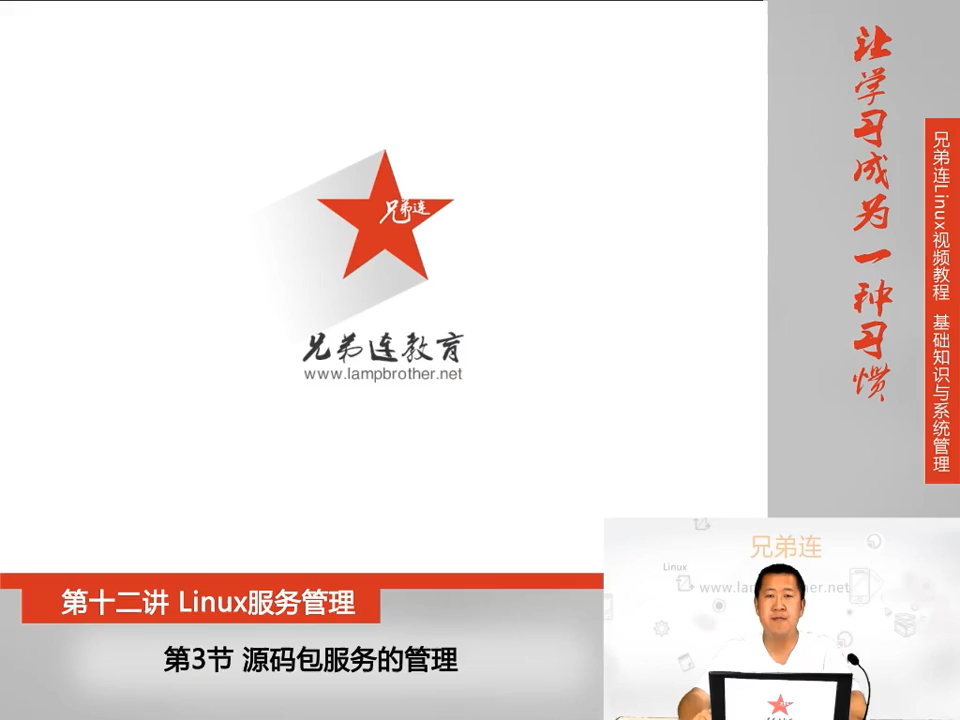 兄弟连
兄弟连教育
www.lampbrother.net
让学习成为一种习惯
兄弟连Linux视频教程 基础知识与系统管理
第十二讲 Linux服务管理
第3节 源码包服务的管理
兄弟连
Linux